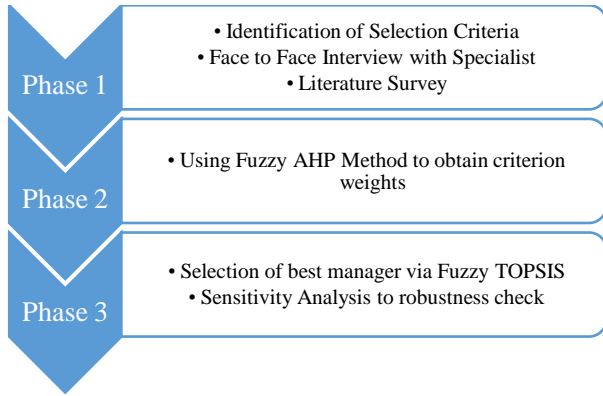 Phase 1
• Identification of Selection Criteria
• Face to Face Interview with Specialist
• Literature Survey
Phase 2
• Using Fuzzy AHP Method to obtain criterion
weights
Phase 3
• Selection of best manager via Fuzzy TOPSIS
• Sensitivity Analysis to robustness check